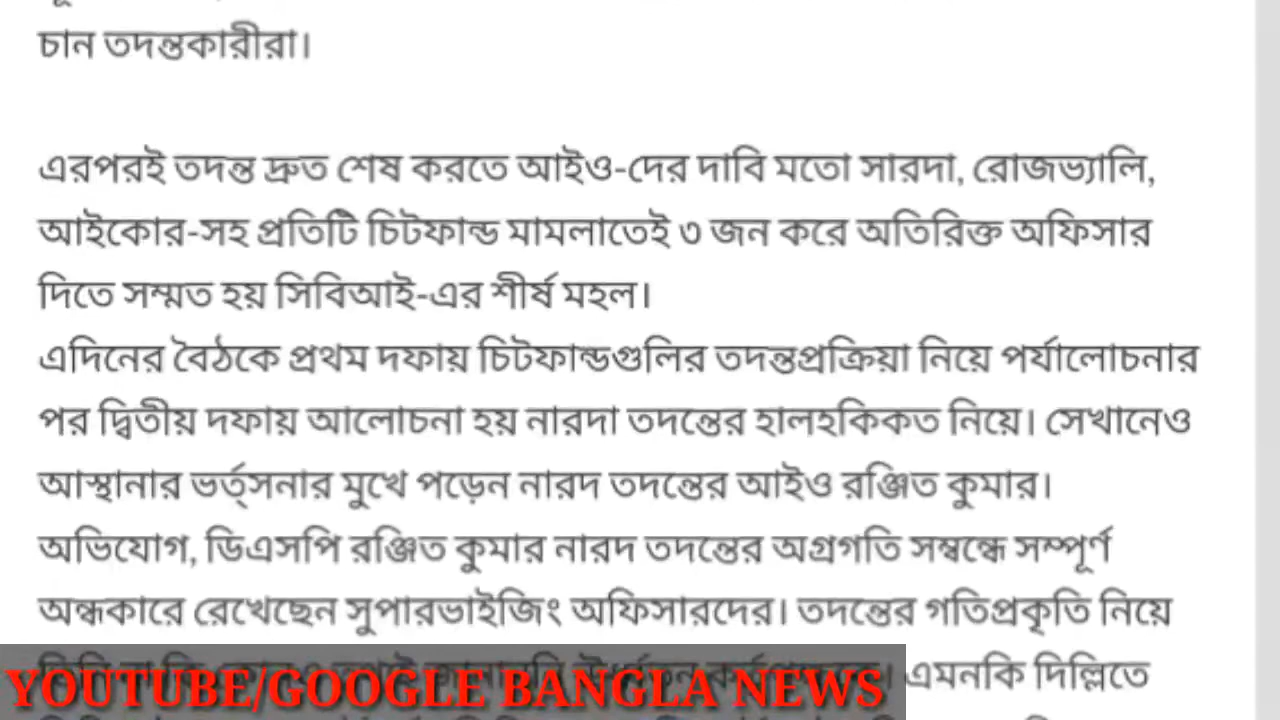 চান তদন্তকারীরা।
এরপরই তদন্ত দ্রুত শেষ করতে আইও-দের দাবি মতো সারদা, রোজভ্যালি,
আইকোর-সহ প্রতিটি চিটফান্ড মামলাতেই ৩ জন করে অতিরিক্ত অফিসার
দিতে সম্মত হয় সিবিআই-এর শীর্ষ মহল।
এদিনের বৈঠকে প্রথম দফায় চিটফান্ডগুলির তদন্তপ্রক্রিয়া নিয়ে পর্যালোচনার
পর দ্বিতীয় দফায় আলোচনা হয় নারদা তদন্তের হালহকিকত নিয়ে। সেখানেও
আস্থানার ভর্ত্সনার মুখে পড়েন নারদ তদন্তের আইও রঞ্জিত কুমার।
অভিযোগ, ডিএসপি রঞ্জিত কুমার নারদ তদন্তের অগ্রগতি সম্বন্ধে সম্পূর্ণ
অন্ধকারে রেখেছেন সুপারভাইজিং অফিসারদের। তদন্তের গতিপ্রকৃতি নিয়ে
এমনকি দিল্লিতে
YOUTUBE/GOOGLE BANGLA NEWS